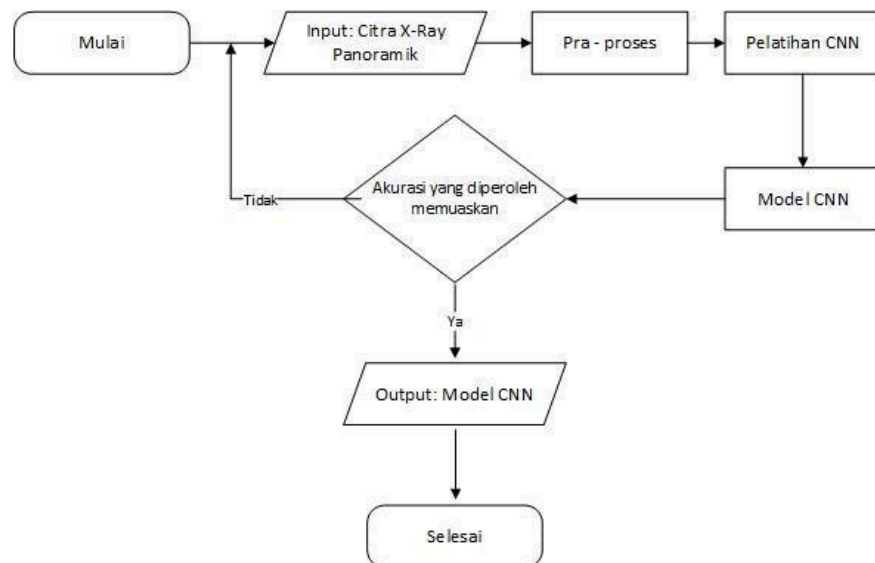 Mulai
Input: Citra X-Ray
Panoramik
Pra - proses
Pelatihan CNN
Akurasi yang diperoleh
memuaskan
Tidak
Model CNN
Ya
Output: Model CNN
Selesai